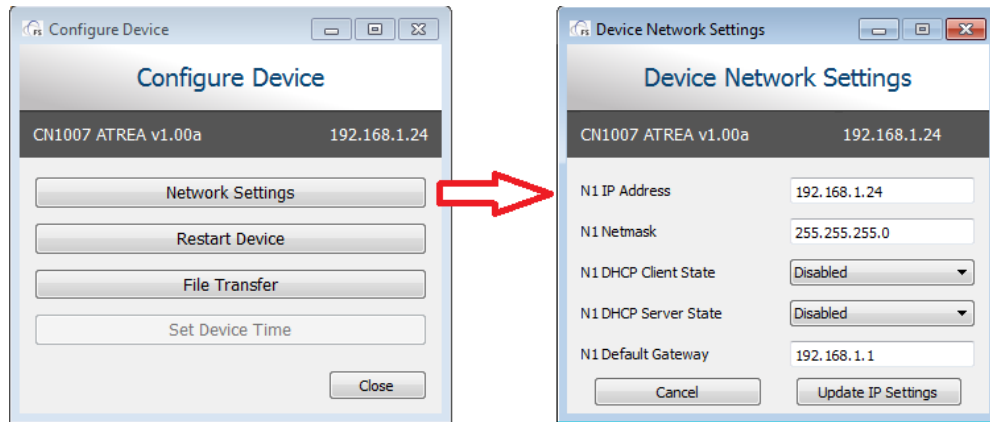 Configure Device
Configure Device
CN1007 ATREA v1.00a 192.168.1.24
Network Settings
Restart Device
File Transfer
Set Device Time
Close
Device Network Settings
Device Network Settings
CN1007 ATREA v1.00a 192.168.1.24
N1 IP Address 192.168.1.24
N1 Netmask 255.255.255.0
N1 DHCP Client State Disabled
N1 DHCP Server State Disabled
N1 Default Gateway 192.168.1.1
Cancel Update IP Settings